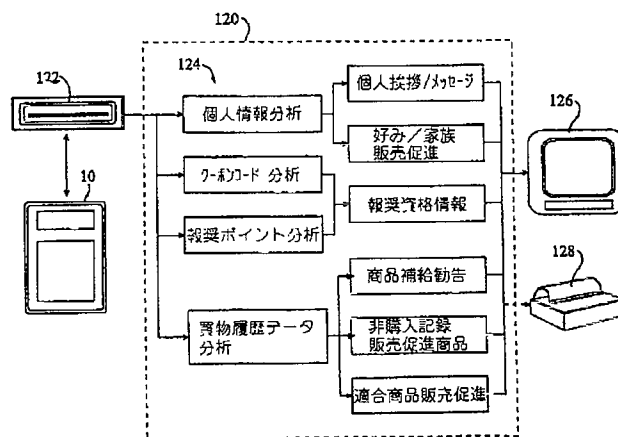 120
122
124
個人挨拶/メッセージ
126
個人情報分析
好み/家族
販売促進
10
クーポンコード 分析
報奨資格情報
報奨ポイント分析
商品補給勧告
128
買物履歴データ
分析
非購入記録
販売促進商品
適合商品販売促進